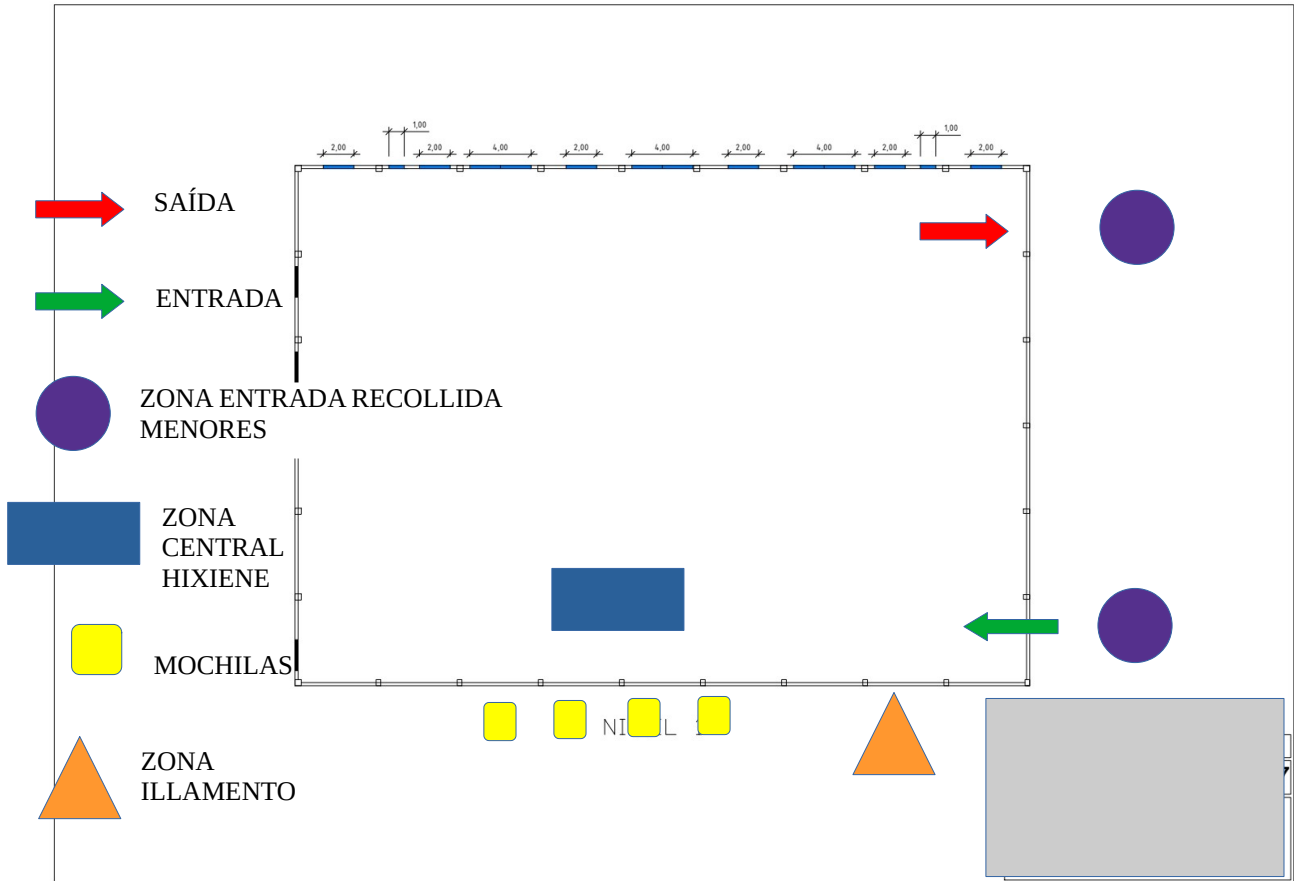 1,00
1,00
2,00
2,00
4,00
2,00
4,00
2,00
4,00
2,00
2,00
SAÍDA
ENTRADA
ZONA ENTRADA RECOLLIDA
MENORES
ZONA
CENTRAL
HIXIENE
MOCHILAS
ZONA
ILLAMENTO